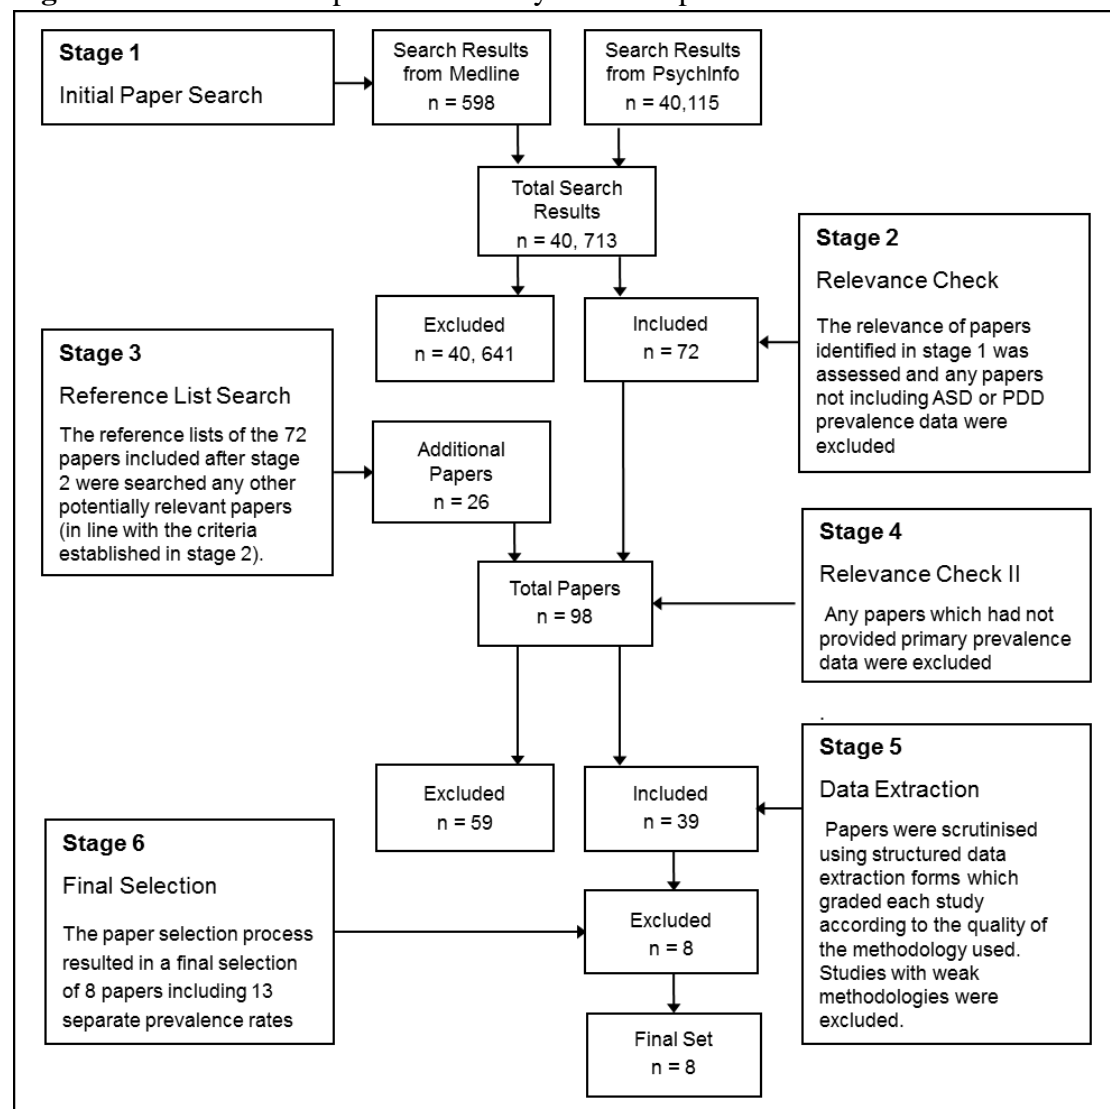 Stage 1
Initial Paper Search
Search Results
from Medline
n = 598
Search Results
from PsychInfo
n = 40,115
Total Search
Results
n = 40, 713
Stage 2
Relevance Check
The relevance of papers
identified in stage 1 was
assessed and any papers
not including ASD or PDD
prevalence data were
excluded
Excluded
n = 40, 641
Included
n = 72
Stage 3
Reference List Search
The reference lists of the 72
papers included after stage
2 were searched any other
potentially relevant papers
(in line with the criteria
established in stage 2).
Additional
Papers
n = 26
Stage 4
Relevance Check II
Any papers which had not
provided primary prevalence
data were excluded
.
Total Papers
n = 98
Stage 5
Data Extraction
Papers were scrutinised
using structured data
extraction forms which
graded each study
according to the quality of
the methodology used.
Studies with weak
methodologies were
excluded.
Excluded
n = 59
Included
n = 39
Stage 6
Final Selection
The paper selection process
resulted in a final selection
of 8 papers including 13
separate prevalence rates
Excluded
n = 8
Final Set
n = 8